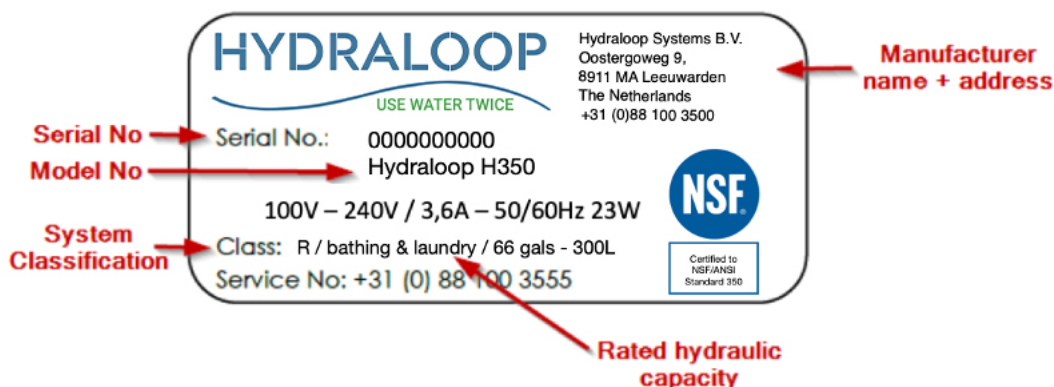 HYDRALOOP
USE WATER TWICE
Hydraloop Systems B.V.
Oostergoweg 9,
8911 MA Leeuwarden
The Netherlands
+31 (0)88 100 3500
Manufacturer
name + address
Serial No
Serial No.: 0000000000
Model No
Hydraloop H350
NSF.
100V – 240V / 3,6A – 50/60Hz 23W
System
Classification
Class: R / bathing & laundry / 66 gals - 300L
Certified to
NSF/ANSI
Standard 350
Service No: +31 (0) 88 100 3555
Rated hydraulic
capacity